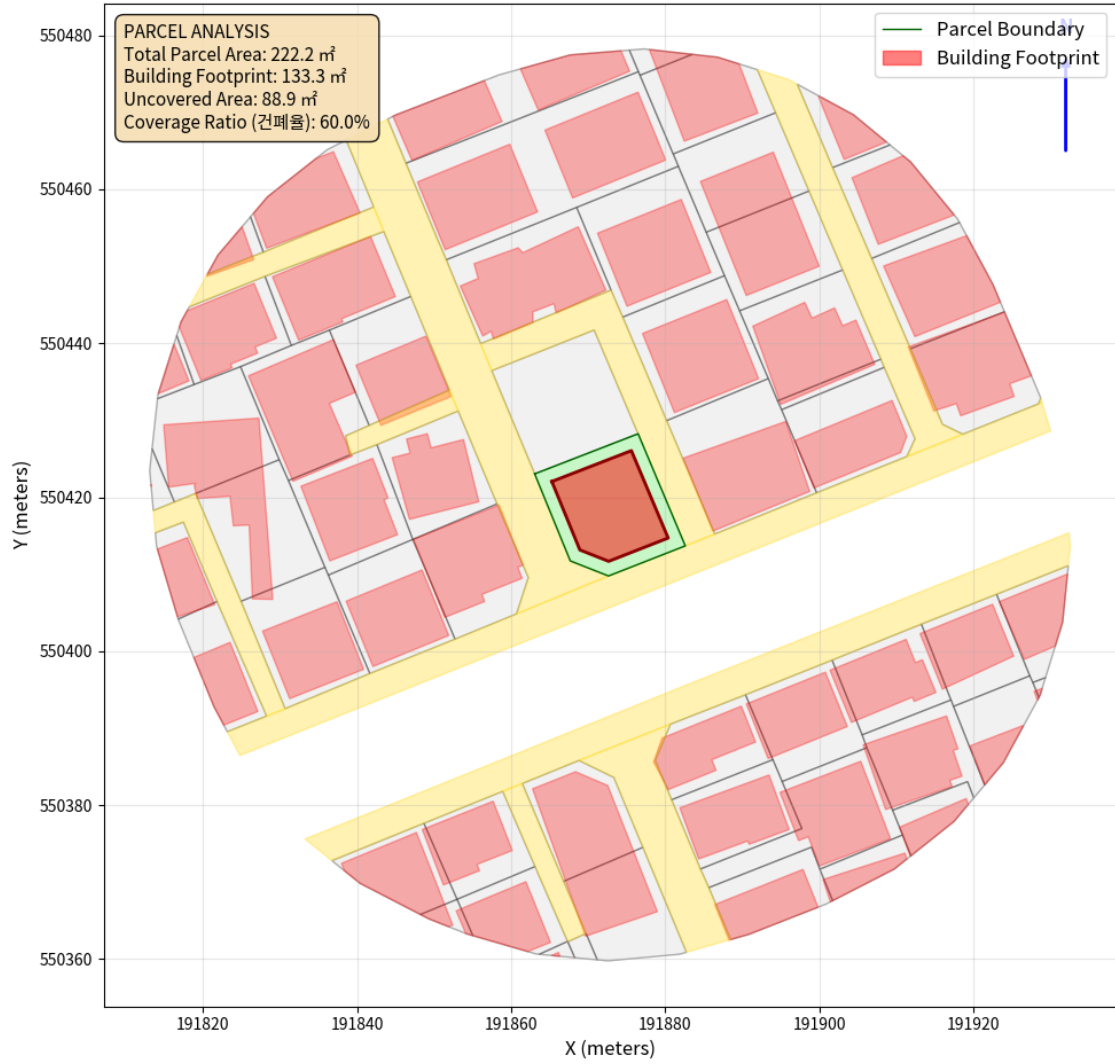 PARCEL ANALYSIS
Total Parcel Area: 222.2 ㎡
Building Footprint: 133.3 ㎡
Uncovered Area: 88.9 ㎡
Coverage Ratio (건폐율): 60.0%
Parcel Boundary
Building Footprint
N
550480
550460
550440
550420
550400
550380
550360
Y (meters)
191820
191840
191860
191880
191900
191920
X (meters)